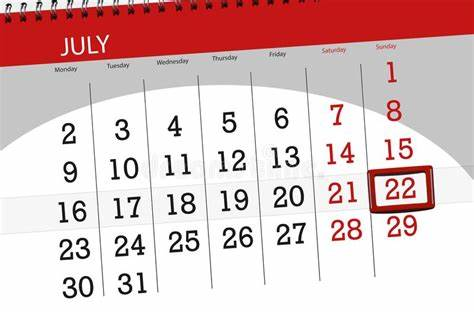 JULY
Monday Tuesday Wednesday Thursday Friday Saturday Sunday
1
2 3 4 5 6 7 8
9 10 11 12 13 14 15
16 17 18 19 20 21 22
23 24 25 26 27 28 29
30 31